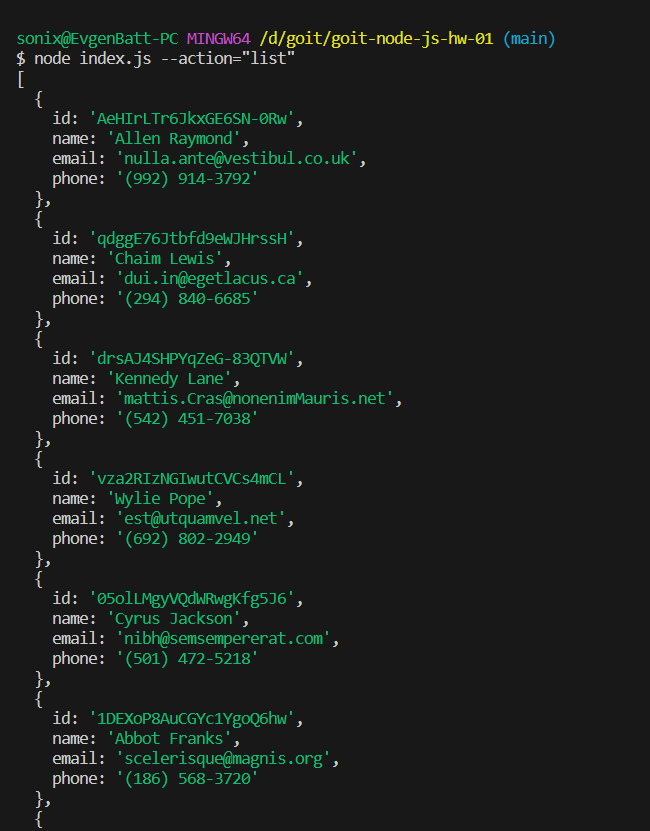 sonix@EvgenBatt-PC MINGW64 /d/goit/goit-node-js-hw-01 (main)
$ node index.js --action="list"
[
  {
    id: 'AeHIrLTr6JkxGE6SN-0Rw',
    name: 'Allen Raymond',
    email: 'nulla.ante@vestibul.co.uk',
    phone: '(992) 914-3792'
  },
  {
    id: 'qdggE76Jtbfd9eWJHrssH',
    name: 'Chaim Lewis',
    email: 'dui.in@egetlacus.ca',
    phone: '(294) 840-6685'
  },
  {
    id: 'drsAJ4SHPYqZeG-83QTVW',
    name: 'Kennedy Lane',
    email: 'mattis.Cras@nonenimMauris.net',
    phone: '(542) 451-7038'
  },
  {
    id: 'vza2RIzNGIwutCVCs4mCL',
    name: 'Wylie Pope',
    email: 'est@utquamvel.net',
    phone: '(692) 802-2949'
  },
  {
    id: '05olLMgyVQdWRwgKfg5J6',
    name: 'Cyrus Jackson',
    email: 'nibh@semsempererat.com',
    phone: '(501) 472-5218'
  },
  {
    id: '1DEXoP8AuCGYc1YgoQ6hw',
    name: 'Abbot Franks',
    email: 'scelerisque@magnis.org',
    phone: '(186) 568-3720'
  },
  {